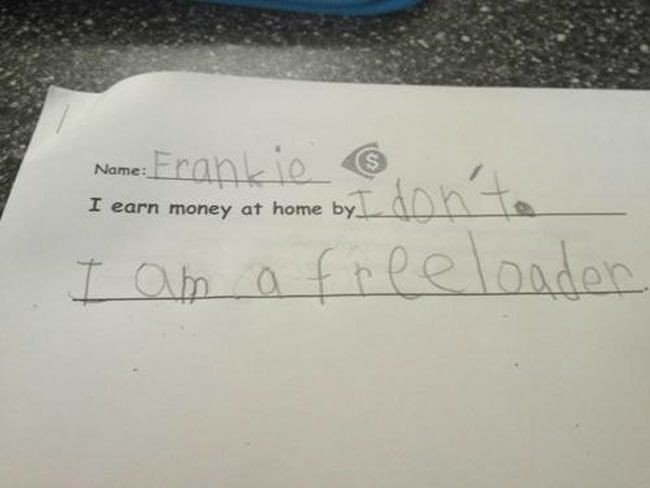 Name: Frankie $
I earn money at home by I don't.
I am a freeloader.